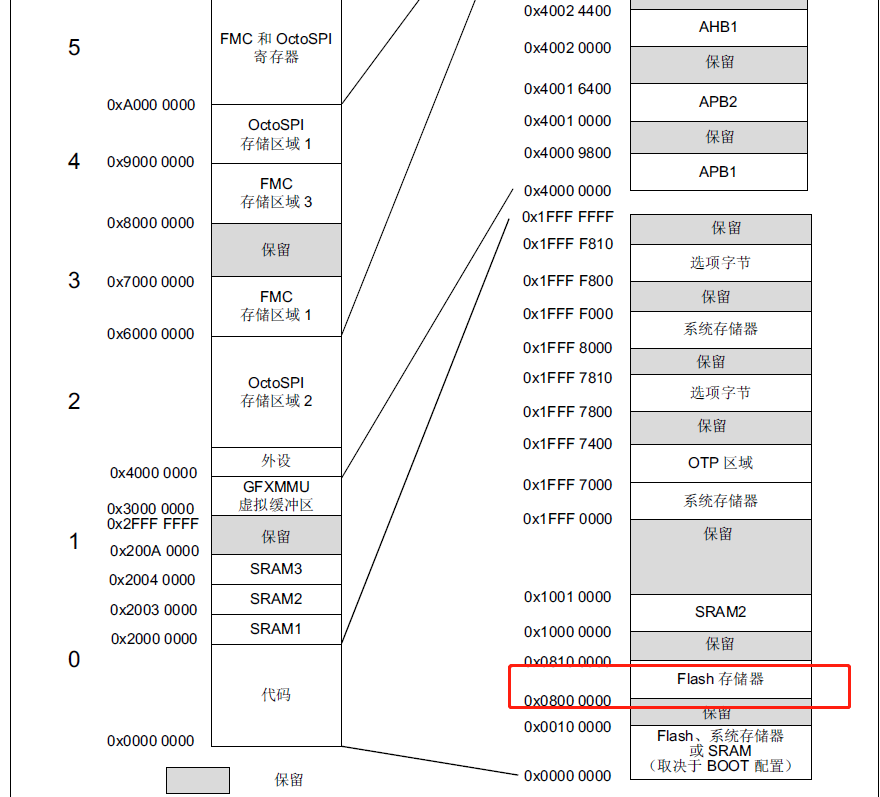 5
FMC 和 OctoSPI
寄存器
0xA000 0000
OctoSPI
存储区域 1
4
0x9000 0000
FMC
存储区域 3
0x8000 0000
保留
3
0x7000 0000
FMC
存储区域 1
0x6000 0000
OctoSPI
存储区域 2
2
外设
0x4000 0000
GFXMMU
虚拟缓冲区
0x3000 0000
0x2FFF FFFF
保留
1
0x200A 0000
SRAM3
0x2004 0000
SRAM2
0x2003 0000
SRAM1
0x2000 0000
0
代码
0x0000 0000
保留
0x4002 4400
AHB1
0x4002 0000
保留
0x4001 6400
APB2
0x4001 0000
保留
0x4000 9800
APB1
0x4000 0000
0x1FFF FFFF
保留
0x1FFF F810
选项字节
0x1FFF F800
保留
0x1FFF F000
系统存储器
0x1FFF 8000
保留
0x1FFF 7810
选项字节
0x1FFF 7800
保留
0x1FFF 7400
OTP 区域
0x1FFF 7000
系统存储器
0x1FFF 0000
保留
0x1001 0000
SRAM2
0x1000 0000
保留
0x0810 0000
Flash 存储器
0x0800 0000
保留
0x0010 0000
Flash、系统存储器
或 SRAM
（取决于 BOOT 配置）
0x0000 0000